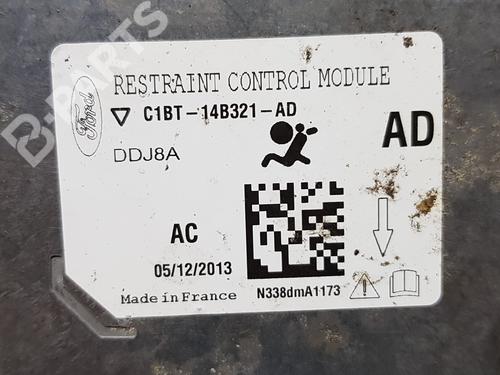 B-PARTS
Ford
RESTRAINT CONTROL MODULE
C1BT-14B321-AD
DDJ8A
AD
AC
05/12/2013
Made in France
N338dmA1173